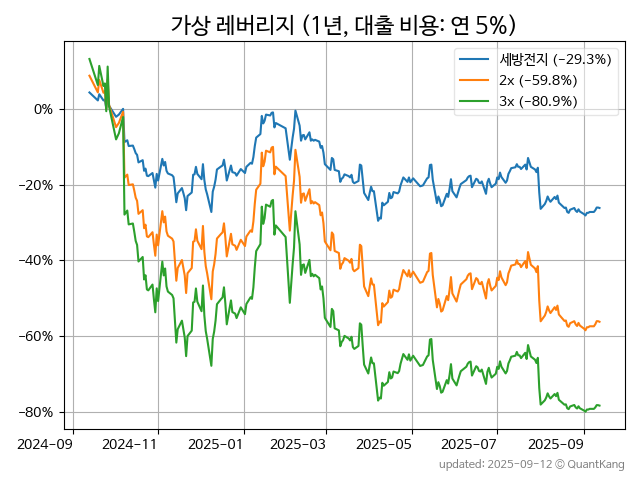 가상 레버리지 (1년, 대출 비용: 연 5%)
세방전지 (-29.3%)
2x (-59.8%)
3x (-80.9%)
0%
-20%
-40%
-60%
-80%
2024-09
2024-11
2025-01
2025-03
2025-05
2025-07
2025-09
updated: 2025-09-12 © QuantKang